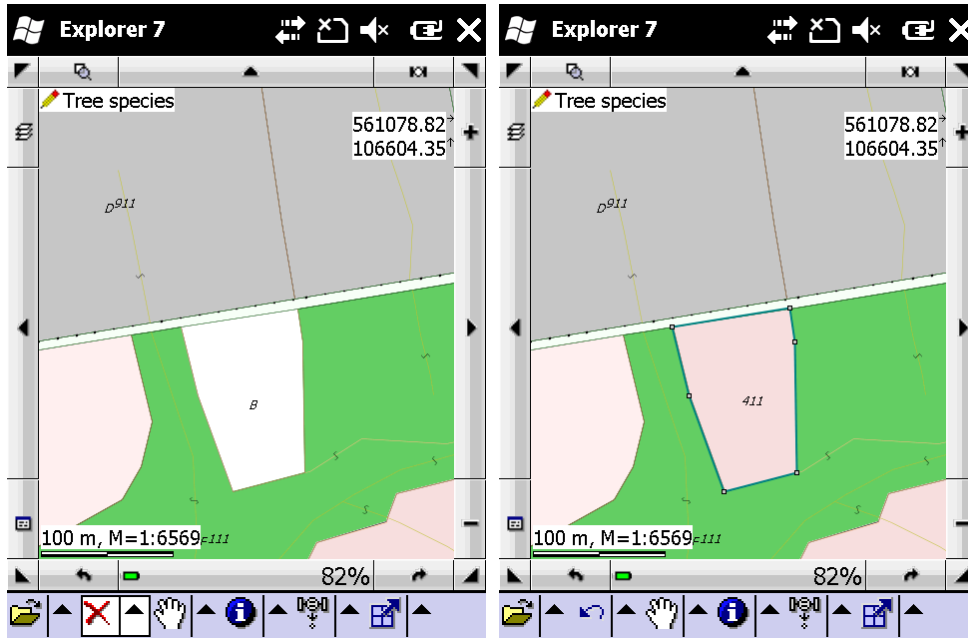 Explorer 7
Tree species
561078.82
106604.35
D911
S
S
B
S
S
S
S
100 m, M=1:6569
F111
82%
Explorer 7
Tree species
561078.82
106604.35
D911
S
S
411
S
S
S
S
100 m, M=1:6569
F111
82%